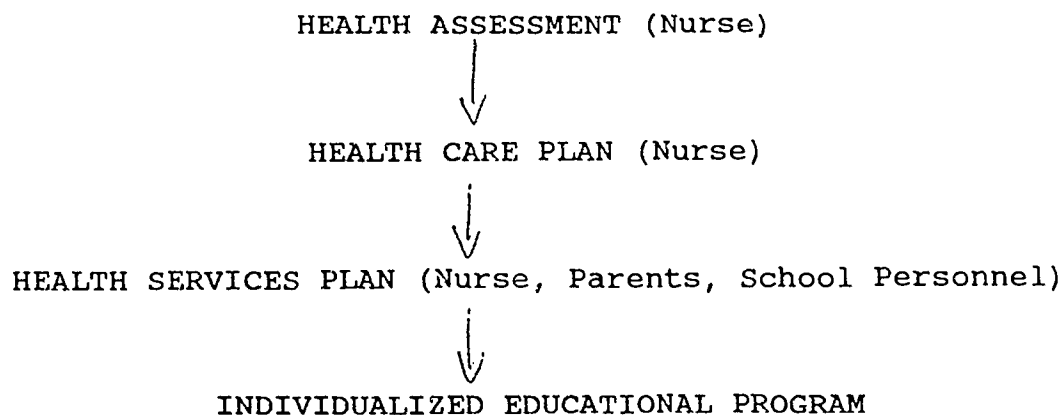 HEALTH ASSESSMENT (Nurse)
HEALTH CARE PLAN (Nurse)
HEALTH SERVICES PLAN (Nurse, Parents, School Personnel)
INDIVIDUALIZED EDUCATIONAL PROGRAM